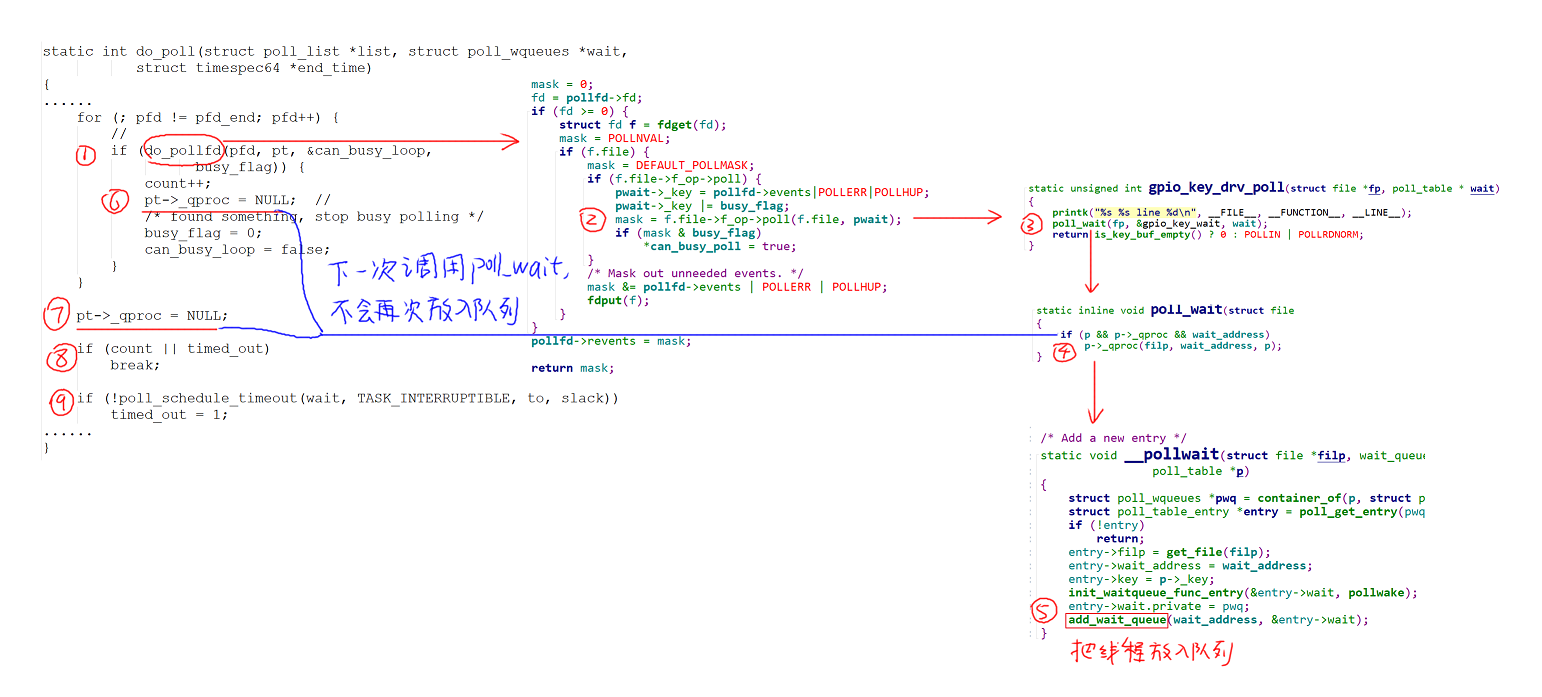 static int do_poll(struct poll_list *list, struct poll_wqueues *wait,
struct timespec64 *end_time)
{
......
for (; pfd != pfd_end; pfd++) {
//
① if (do_pollfd(pfd, pt, &can_busy_loop,
busy_flag)) {
count++;
⑥ pt->_qproc = NULL;  //
/* found something, stop busy polling */
busy_flag = 0;
can_busy_loop = false;
}
}
⑦ pt->_qproc = NULL;
⑧ if (count || timed_out)
break;
⑨ if (!poll_schedule_timeout(wait, TASK_INTERRUPTIBLE, to, slack))
timed_out = 1;
......
}
下一次调用poll_wait,
不会再次放入队列
mask = 0;
fd = pollfd->fd;
if (fd >= 0) {
struct fd f = fdget(fd);
mask = POLLNVAL;
if (f.file) {
mask = DEFAULT_POLLMASK;
if (f.file->f_op->poll) {
pwait->_key = pollfd->events|POLLERR|POLLHUP;
pwait->_key |= busy_flag;
② mask = f.file->f_op->poll(f.file, pwait);
if (mask & busy_flag)
*can_busy_poll = true;
}
/* Mask out unneeded events. */
mask &= pollfd->events | POLLERR | POLLHUP;
fdput(f);
}
}
pollfd->revents = mask;
return mask;
static unsigned int gpio_key_drv_poll(struct file *fp, poll_table * wait)
{
printk("%s %s line %d\n", __FILE__, __FUNCTION__, __LINE__);
③ poll_wait(fp, &gpio_key_wait, wait);
return is_key_buf_empty() ? 0 : POLLIN | POLLRDNORM;
}
static inline void poll_wait(struct file
{
if (p && p->_qproc && wait_address)
④ p->_qproc(filp, wait_address, p);
}
/* Add a new entry */
static void __pollwait(struct file *filp, wait_queue
poll_table *p)
{
struct poll_wqueues *pwq = container_of(p, struct p
struct poll_table_entry *entry = poll_get_entry(pwq
if (!entry)
return;
entry->filp = get_file(filp);
entry->wait_address = wait_address;
entry->key = p->_key;
init_waitqueue_func_entry(&entry->wait, pollwake);
entry->wait.private = pwq;
⑤ add_wait_queue(wait_address, &entry->wait);
}
把线程放入队列